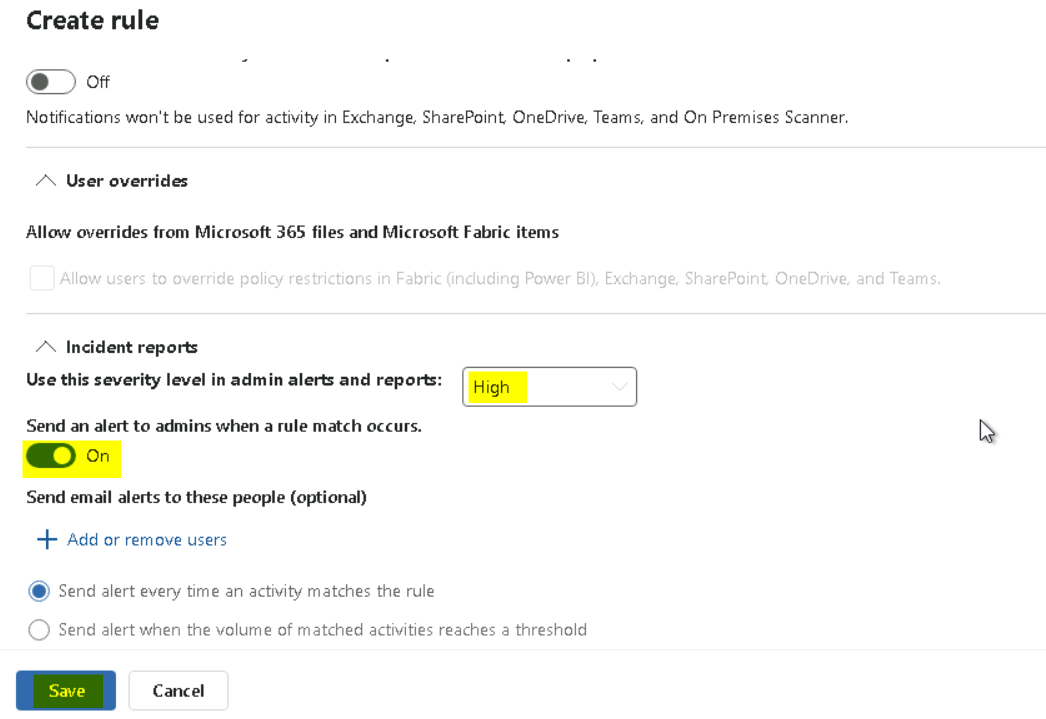 Create rule
Off
Notifications won't be used for activity in Exchange, SharePoint, OneDrive, Teams, and On Premises Scanner.
User overrides
Allow overrides from Microsoft 365 files and Microsoft Fabric items
Allow users to override policy restrictions in Fabric (including Power BI), Exchange, SharePoint, OneDrive, and Teams.
Incident reports
Use this severity level in admin alerts and reports: High
Send an alert to admins when a rule match occurs.
On
Send email alerts to these people (optional)
Add or remove users
Send alert every time an activity matches the rule
Send alert when the volume of matched activities reaches a threshold
Save Cancel